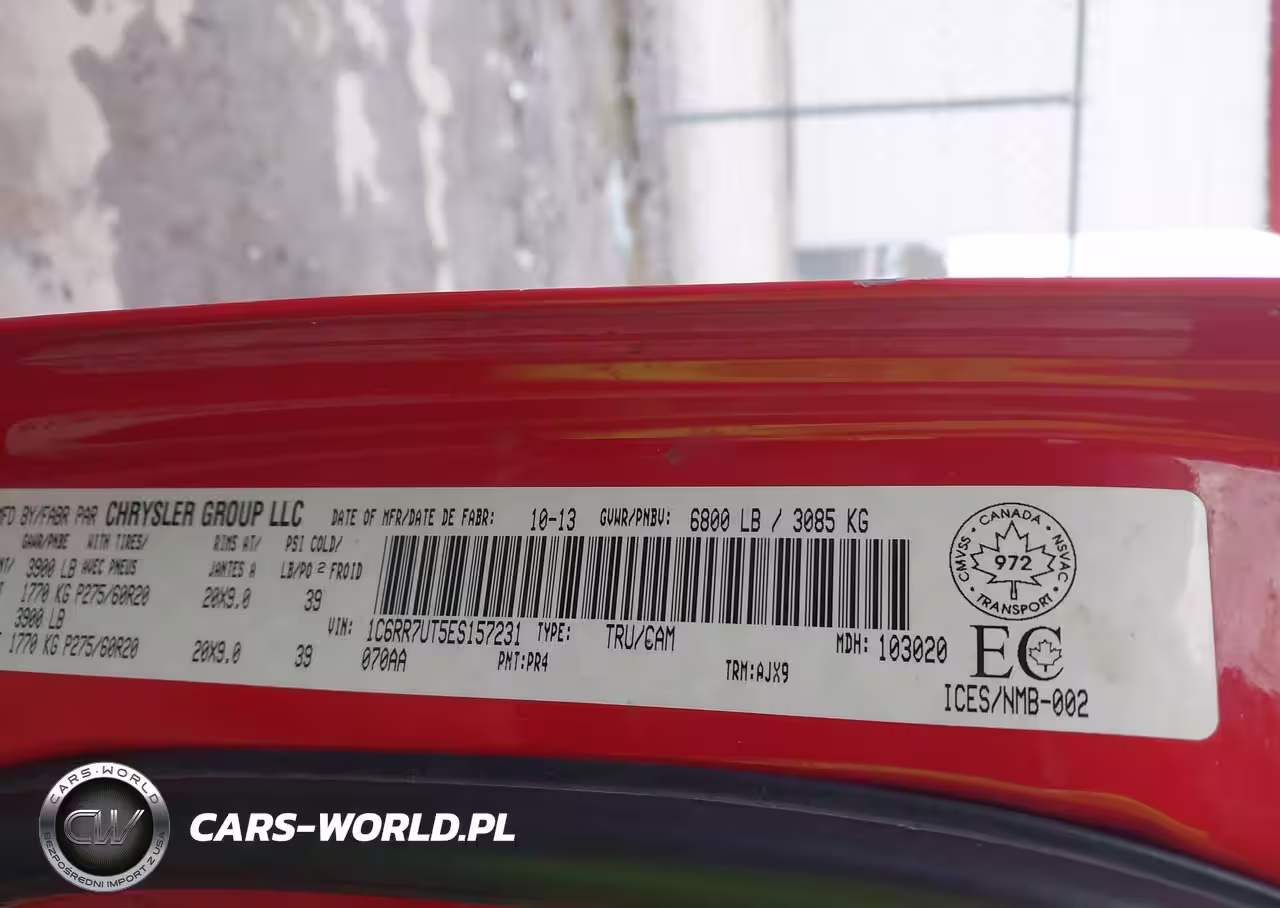 MFD BY/FABR PAR CHRYSLER GROUP LLC DATE OF MFR/DATE DE FABR: 10-13 GVWR/PNBV: 6800 LB / 3085 KG
GAWR/PNBE WITH TIRES/ RIMS AT/ PSI COLD/
3900 LB AVEC PNEUS JANTES A LB/PO² FROID
1770 KG P275/60R20 20X9.0 39
3900 LB
VIN: 1C6RR7UT5ES157231 TYPE: TRU/CAM MDH: 103020
1770 KG P275/60R20 20X9.0 39 070AA PNT:PR4 TRM:AJX9
CANADA
CMVSS 972 NSVAC
TRANSPORT
EC
ICES/NMB-002
CARS-WORLD
CW
BEZPOŚREDNI IMPORT Z USA
CARS-WORLD.PL